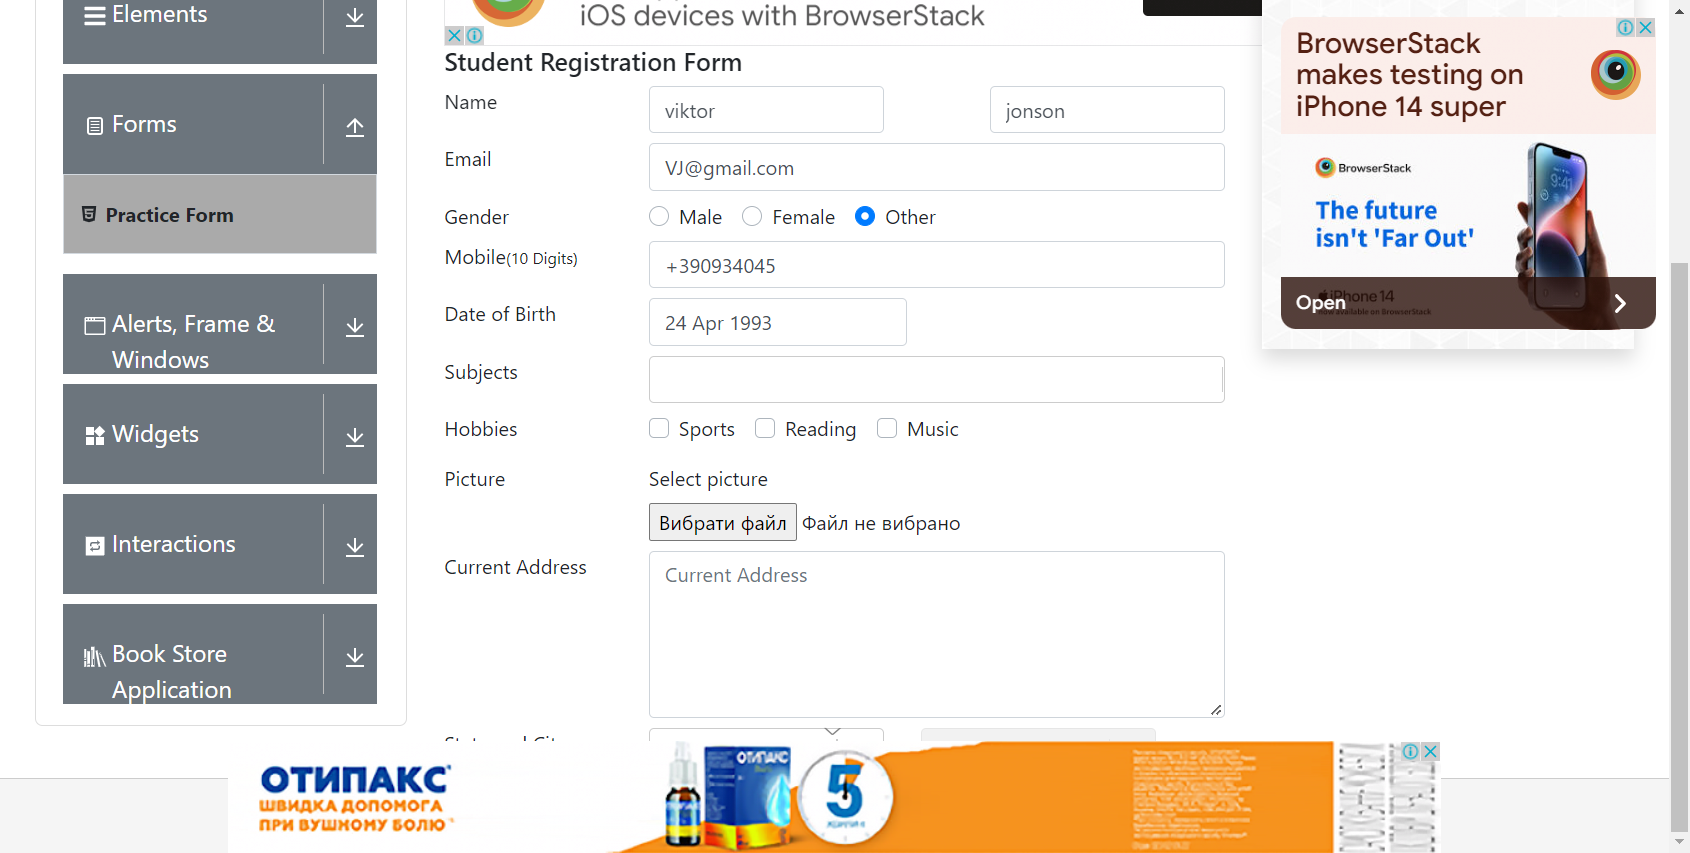 Elements
Forms
Practice Form
Alerts, Frame &
Windows
Widgets
Interactions
Book Store
Application
iOS devices with BrowserStack
Student Registration Form
Name
viktor
jonson
Email
VJ@gmail.com
Gender
Male
Female
Other
Mobile(10 Digits)
+390934045
Date of Birth
24 Apr 1993
Subjects
Hobbies
Sports
Reading
Music
Picture
Select picture
Вибрати файл Файл не вибрано
Current Address
Current Address
BrowserStack
makes testing on
iPhone 14 super
BrowserStack
The future
isn't 'Far Out'
iPhone 14
now available on BrowserStack
Open
ОТИПАКС
ШВИДКА ДОПОМОГА
ПРИ ВУШНОМУ БОЛЮ
ОТИПАКС
5